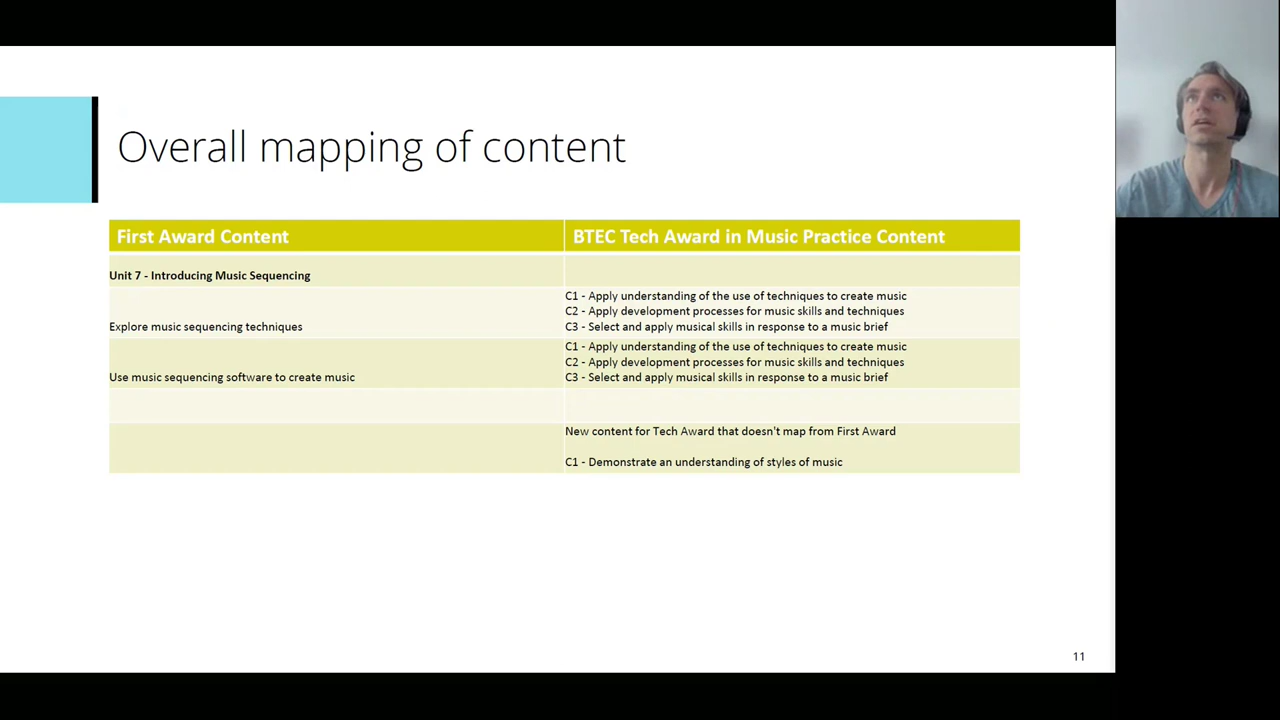 Overall mapping of content
First Award Content
BTEC Tech Award in Music Practice Content
Unit 7 - Introducing Music Sequencing
Explore music sequencing techniques
C1 - Apply understanding of the use of techniques to create music
C2 - Apply development processes for music skills and techniques
C3 - Select and apply musical skills in response to a music brief
Use music sequencing software to create music
C1 - Apply understanding of the use of techniques to create music
C2 - Apply development processes for music skills and techniques
C3 - Select and apply musical skills in response to a music brief
New content for Tech Award that doesn't map from First Award
C1 - Demonstrate an understanding of styles of music
11